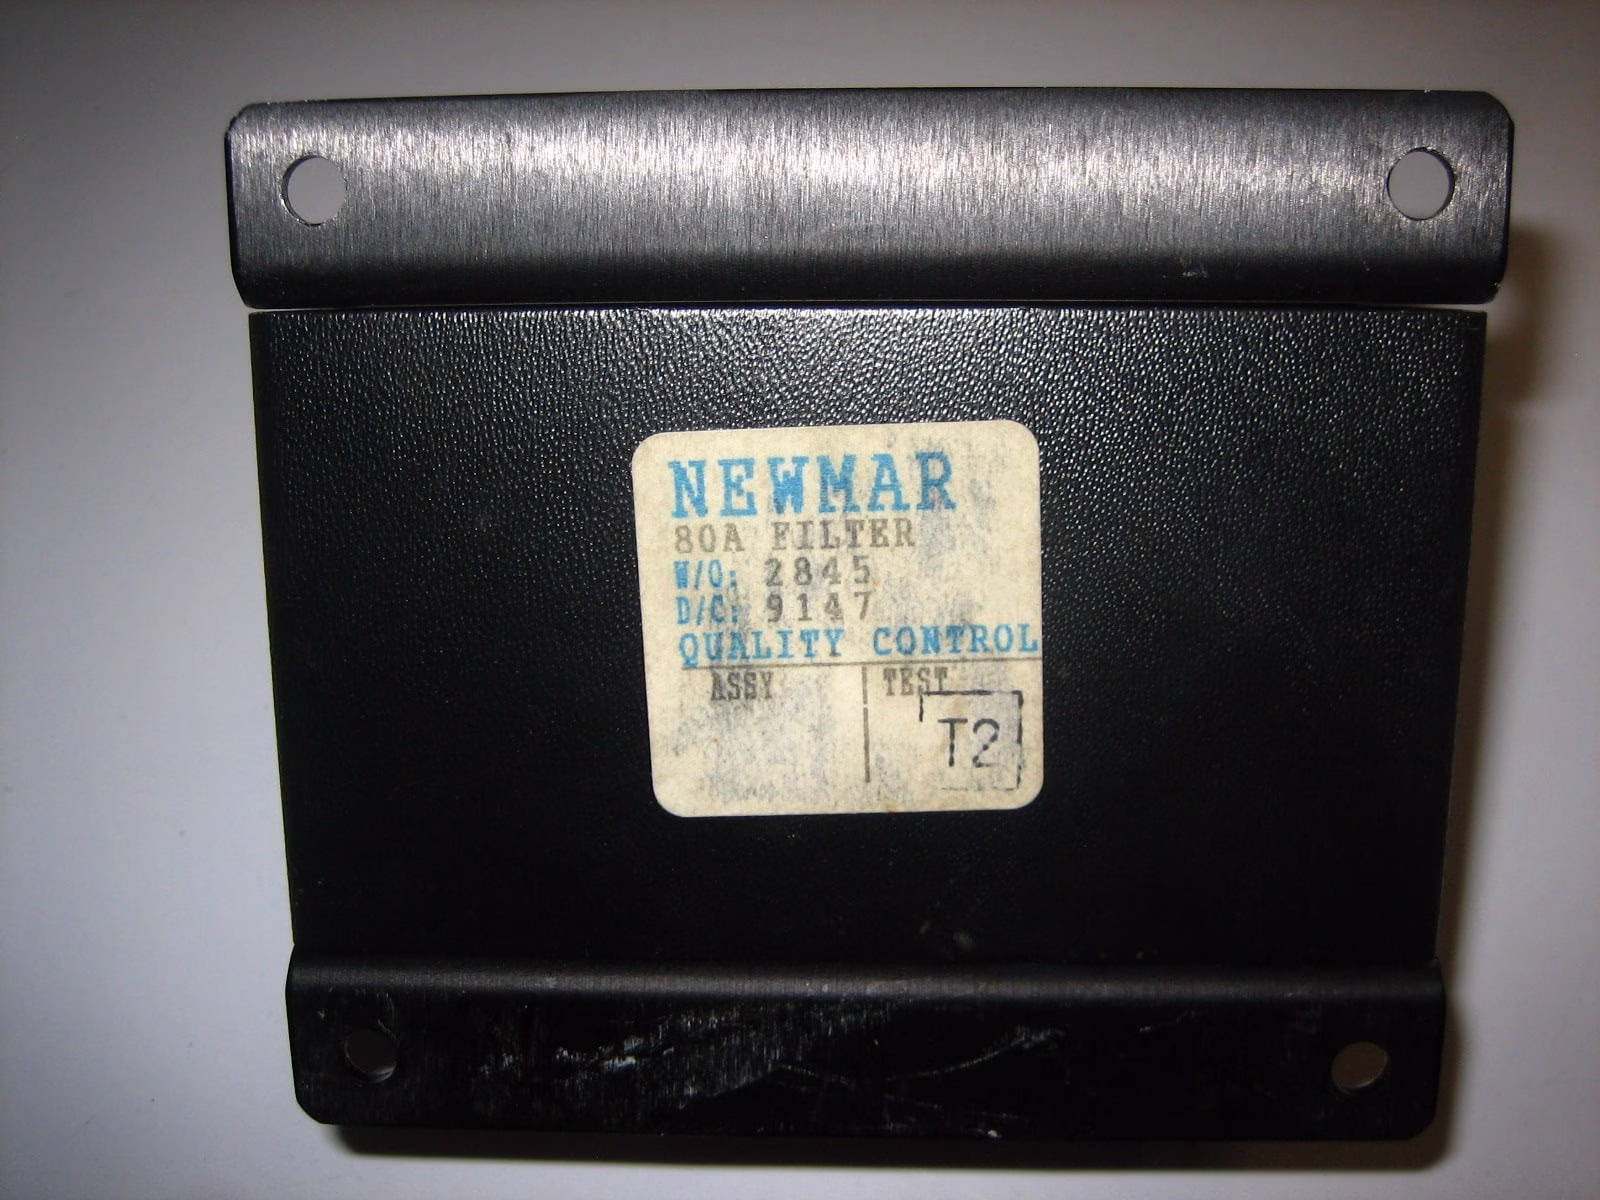 NEWMAR
80A FILTER
W/O: 2845
D/C: 9147
QUALITY CONTROL
ASSY TEST
T2